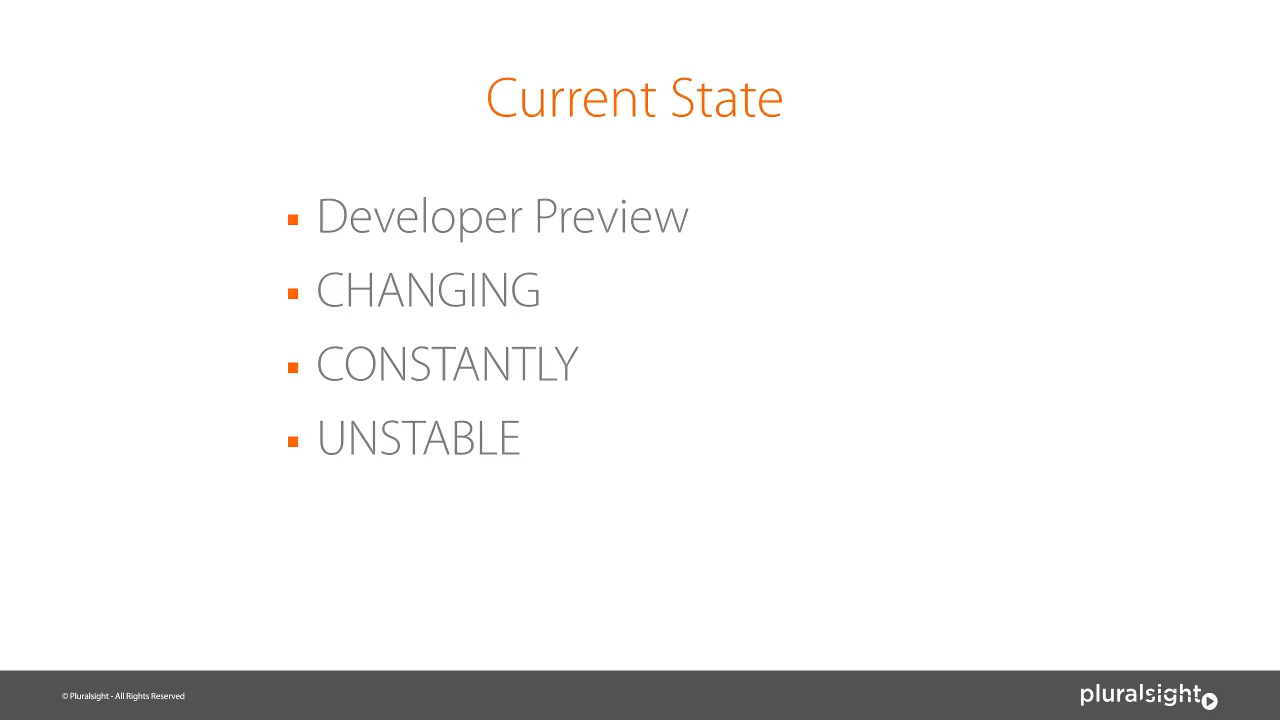 Current State
Developer Preview
CHANGING
CONSTANTLY
UNSTABLE
© Pluralsight - All Rights Reserved
pluralsight